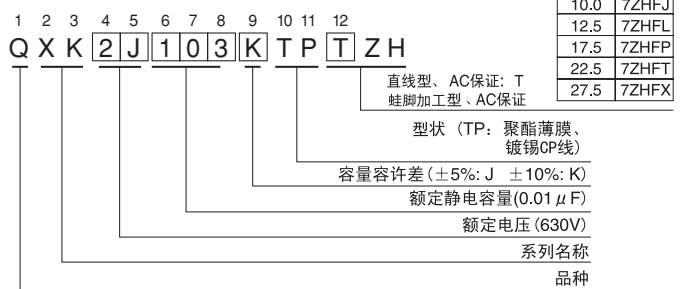 1 2 3 4 5 6 7 8 9 10 11 12
Q X K 2 J 1 0 3 K T P T Z H
10.0 7ZHFJ
12.5 7ZHFL
17.5 7ZHFP
22.5 7ZHFT
27.5 7ZHFX
直线型、AC保证: T
蛙脚加工型、AC保证
型状（TP：聚酯薄膜、
镀锡CP线）
容量容许差(±5%: J ±10%: K)
额定静电容量(0.01μF)
额定电压(630V)
系列名称
品种